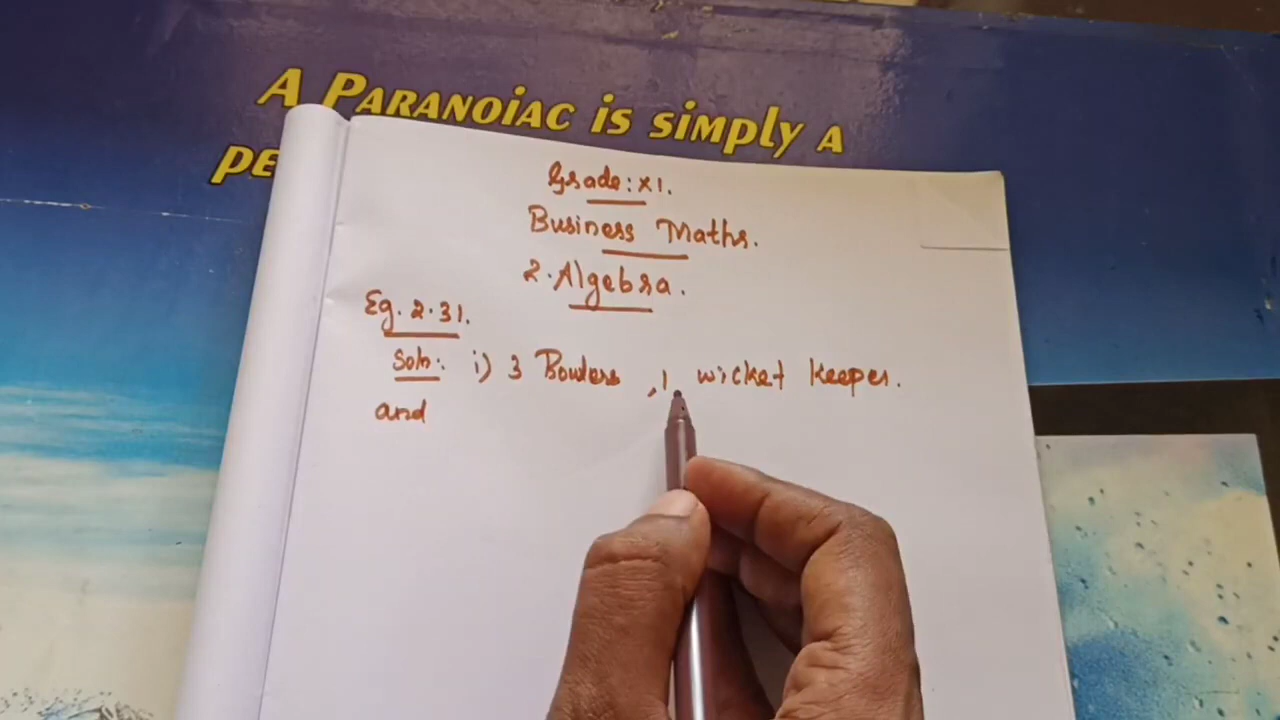 A PARANOiAC is simply A
PE
Grade: XI.
Business Maths.
2. Algebra.
Eg. 2.31.
Soln: i) 3 Bowlers , 1 wicket keeper.
and